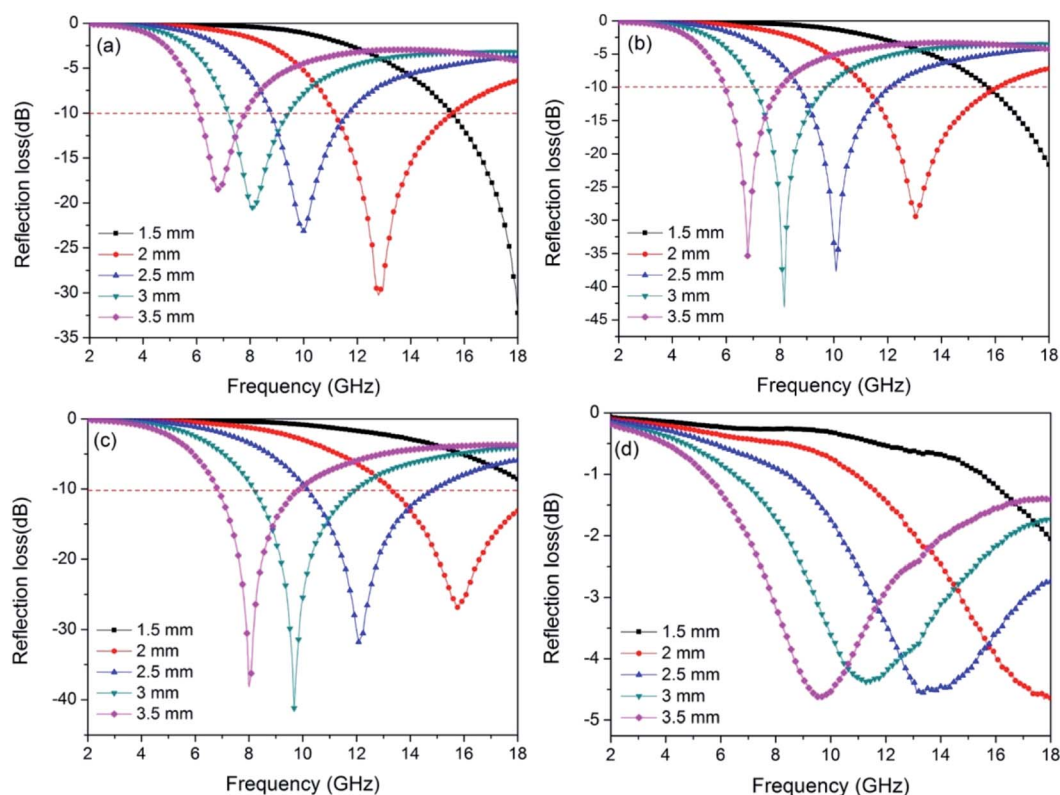 (a)
Reflection loss(dB)
0
-5
-10
-15
-20
-25
-30
-35
1.5 mm
2 mm
2.5 mm
3 mm
3.5 mm
2 4 6 8 10 12 14 16 18
Frequency (GHz)
(b)
Reflection loss(dB)
0
-5
-10
-15
-20
-25
-30
-35
-40
-45
1.5 mm
2 mm
2.5 mm
3 mm
3.5 mm
2 4 6 8 10 12 14 16 18
Frequency (GHz)
(c)
Reflection loss(dB)
0
-10
-20
-30
-40
1.5 mm
2 mm
2.5 mm
3 mm
3.5 mm
2 4 6 8 10 12 14 16 18
Frequency (GHz)
(d)
Reflection loss(dB)
0
-1
-2
-3
-4
-5
1.5 mm
2 mm
2.5 mm
3 mm
3.5 mm
2 4 6 8 10 12 14 16 18
Frequency (GHz)